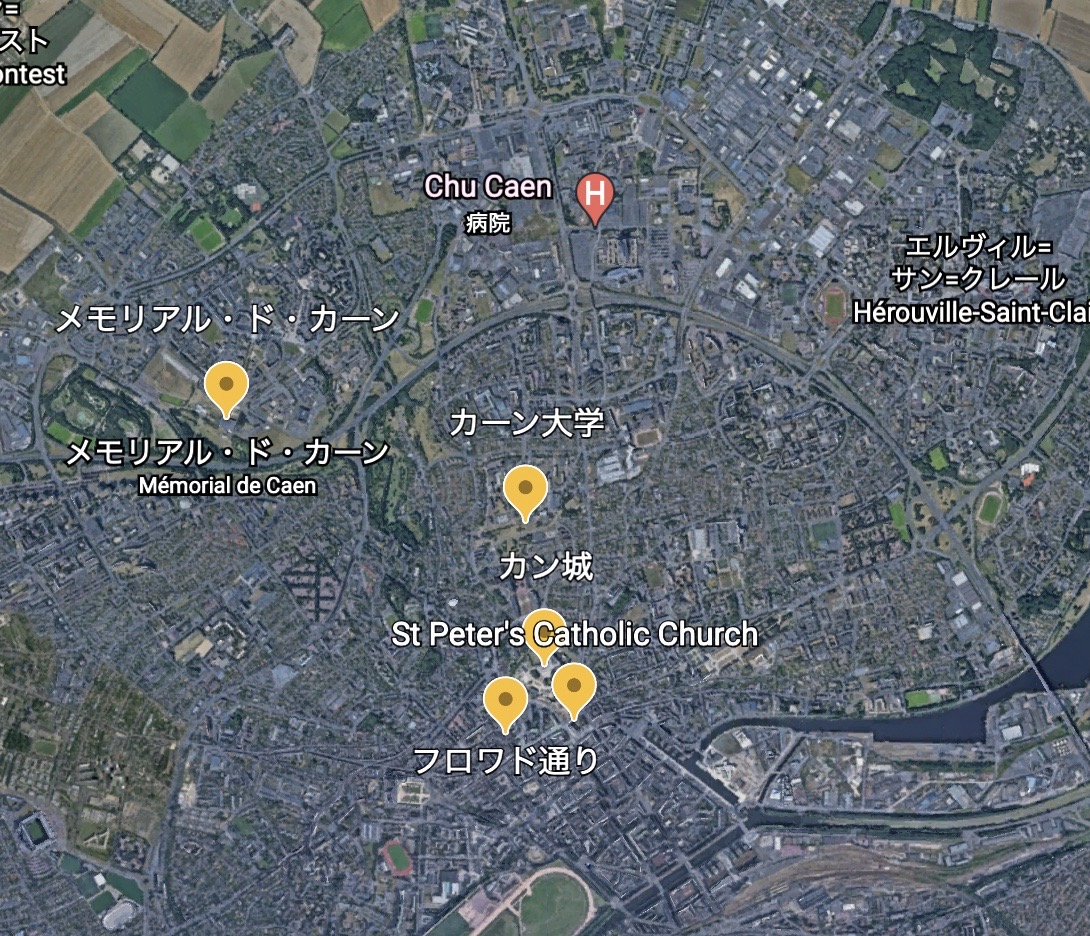 スト
ontest
Chu Caen
病院
エルヴィル=
サン=クレール
Hérouville-Saint-Clai
メモリアル・ド・カーン
メモリアル・ド・カーン
Mémorial de Caen
カーン大学
カン城
St Peter's Catholic Church
フロワド通り
H